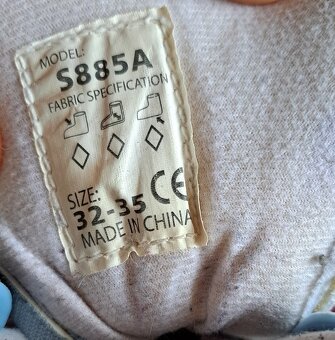 MODEL:
S885A
FABRIC SPECIFICATION
SIZE: CE
32-35
MADE IN CHINA